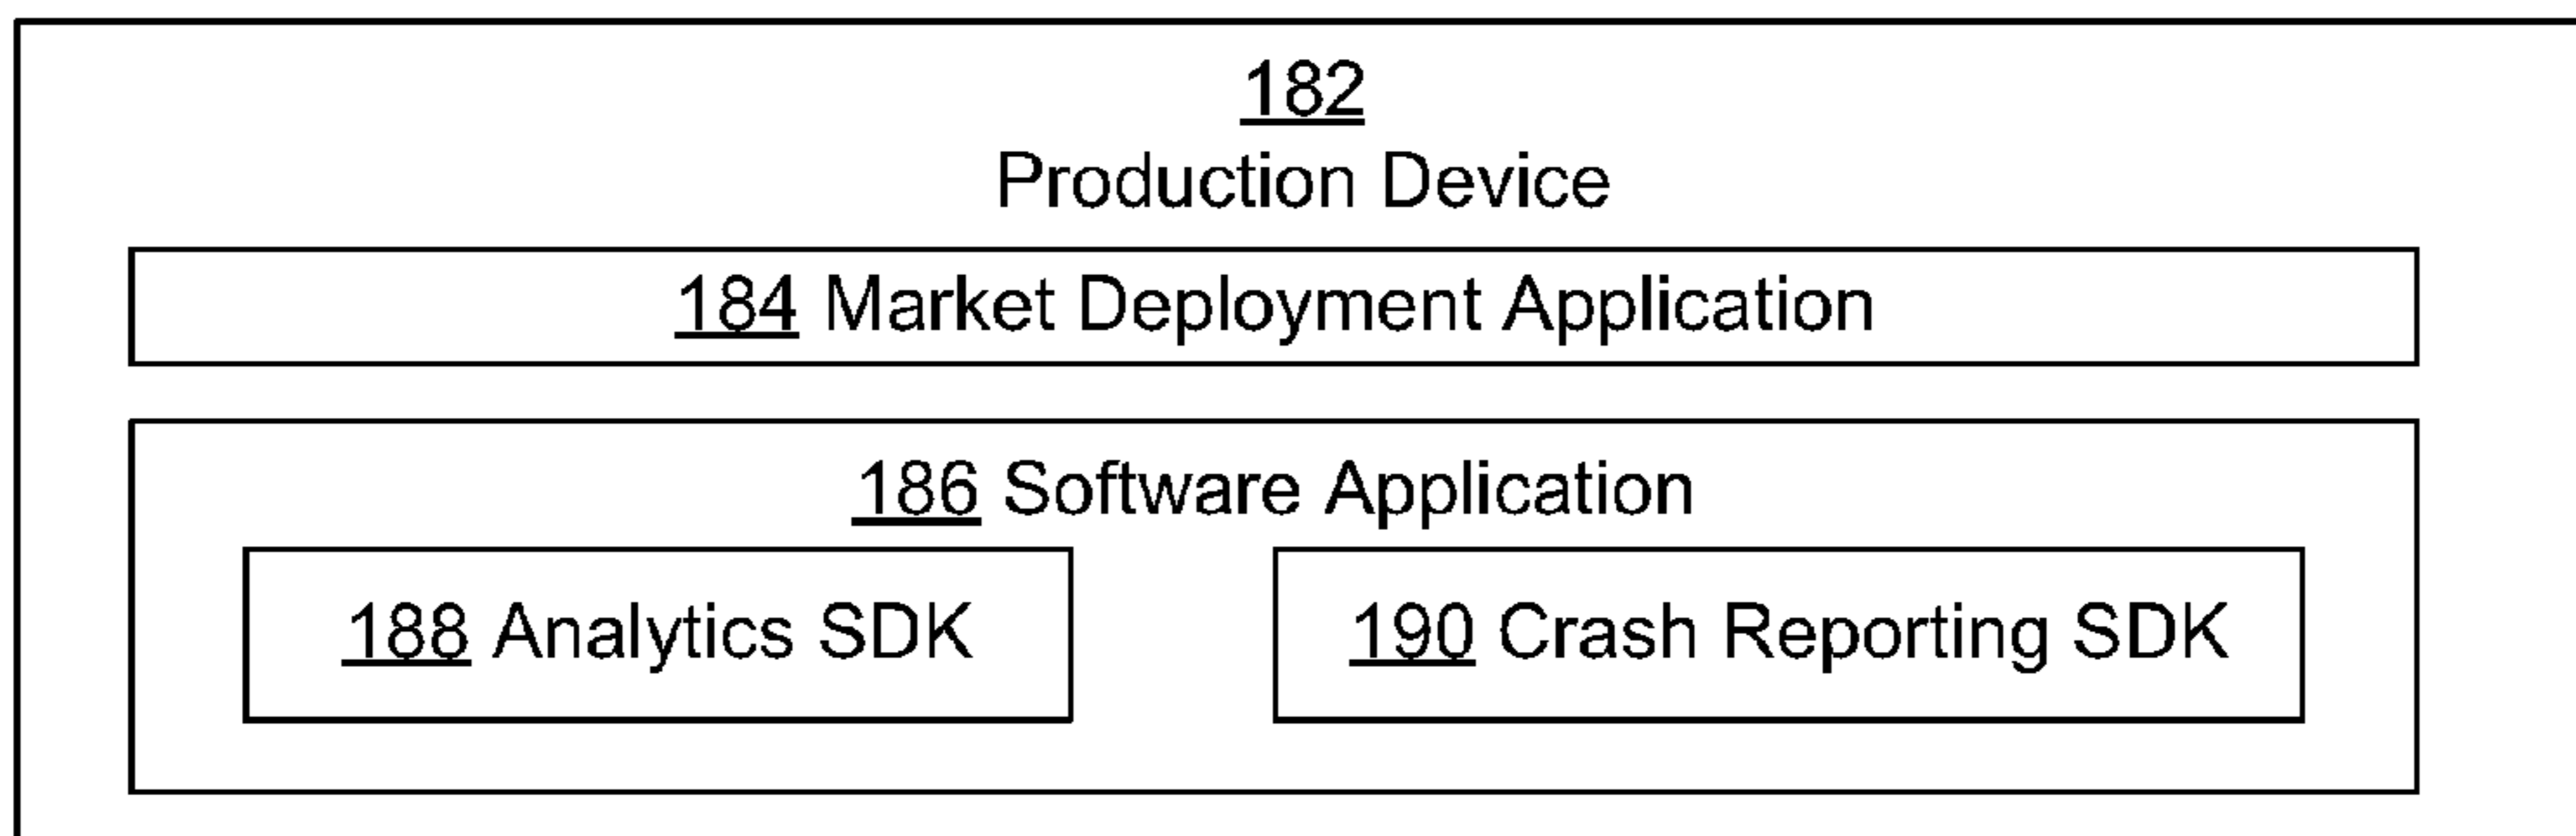 182
Production Device
184 Market Deployment Application
186 Software Application
188 Analytics SDK
190 Crash Reporting SDK